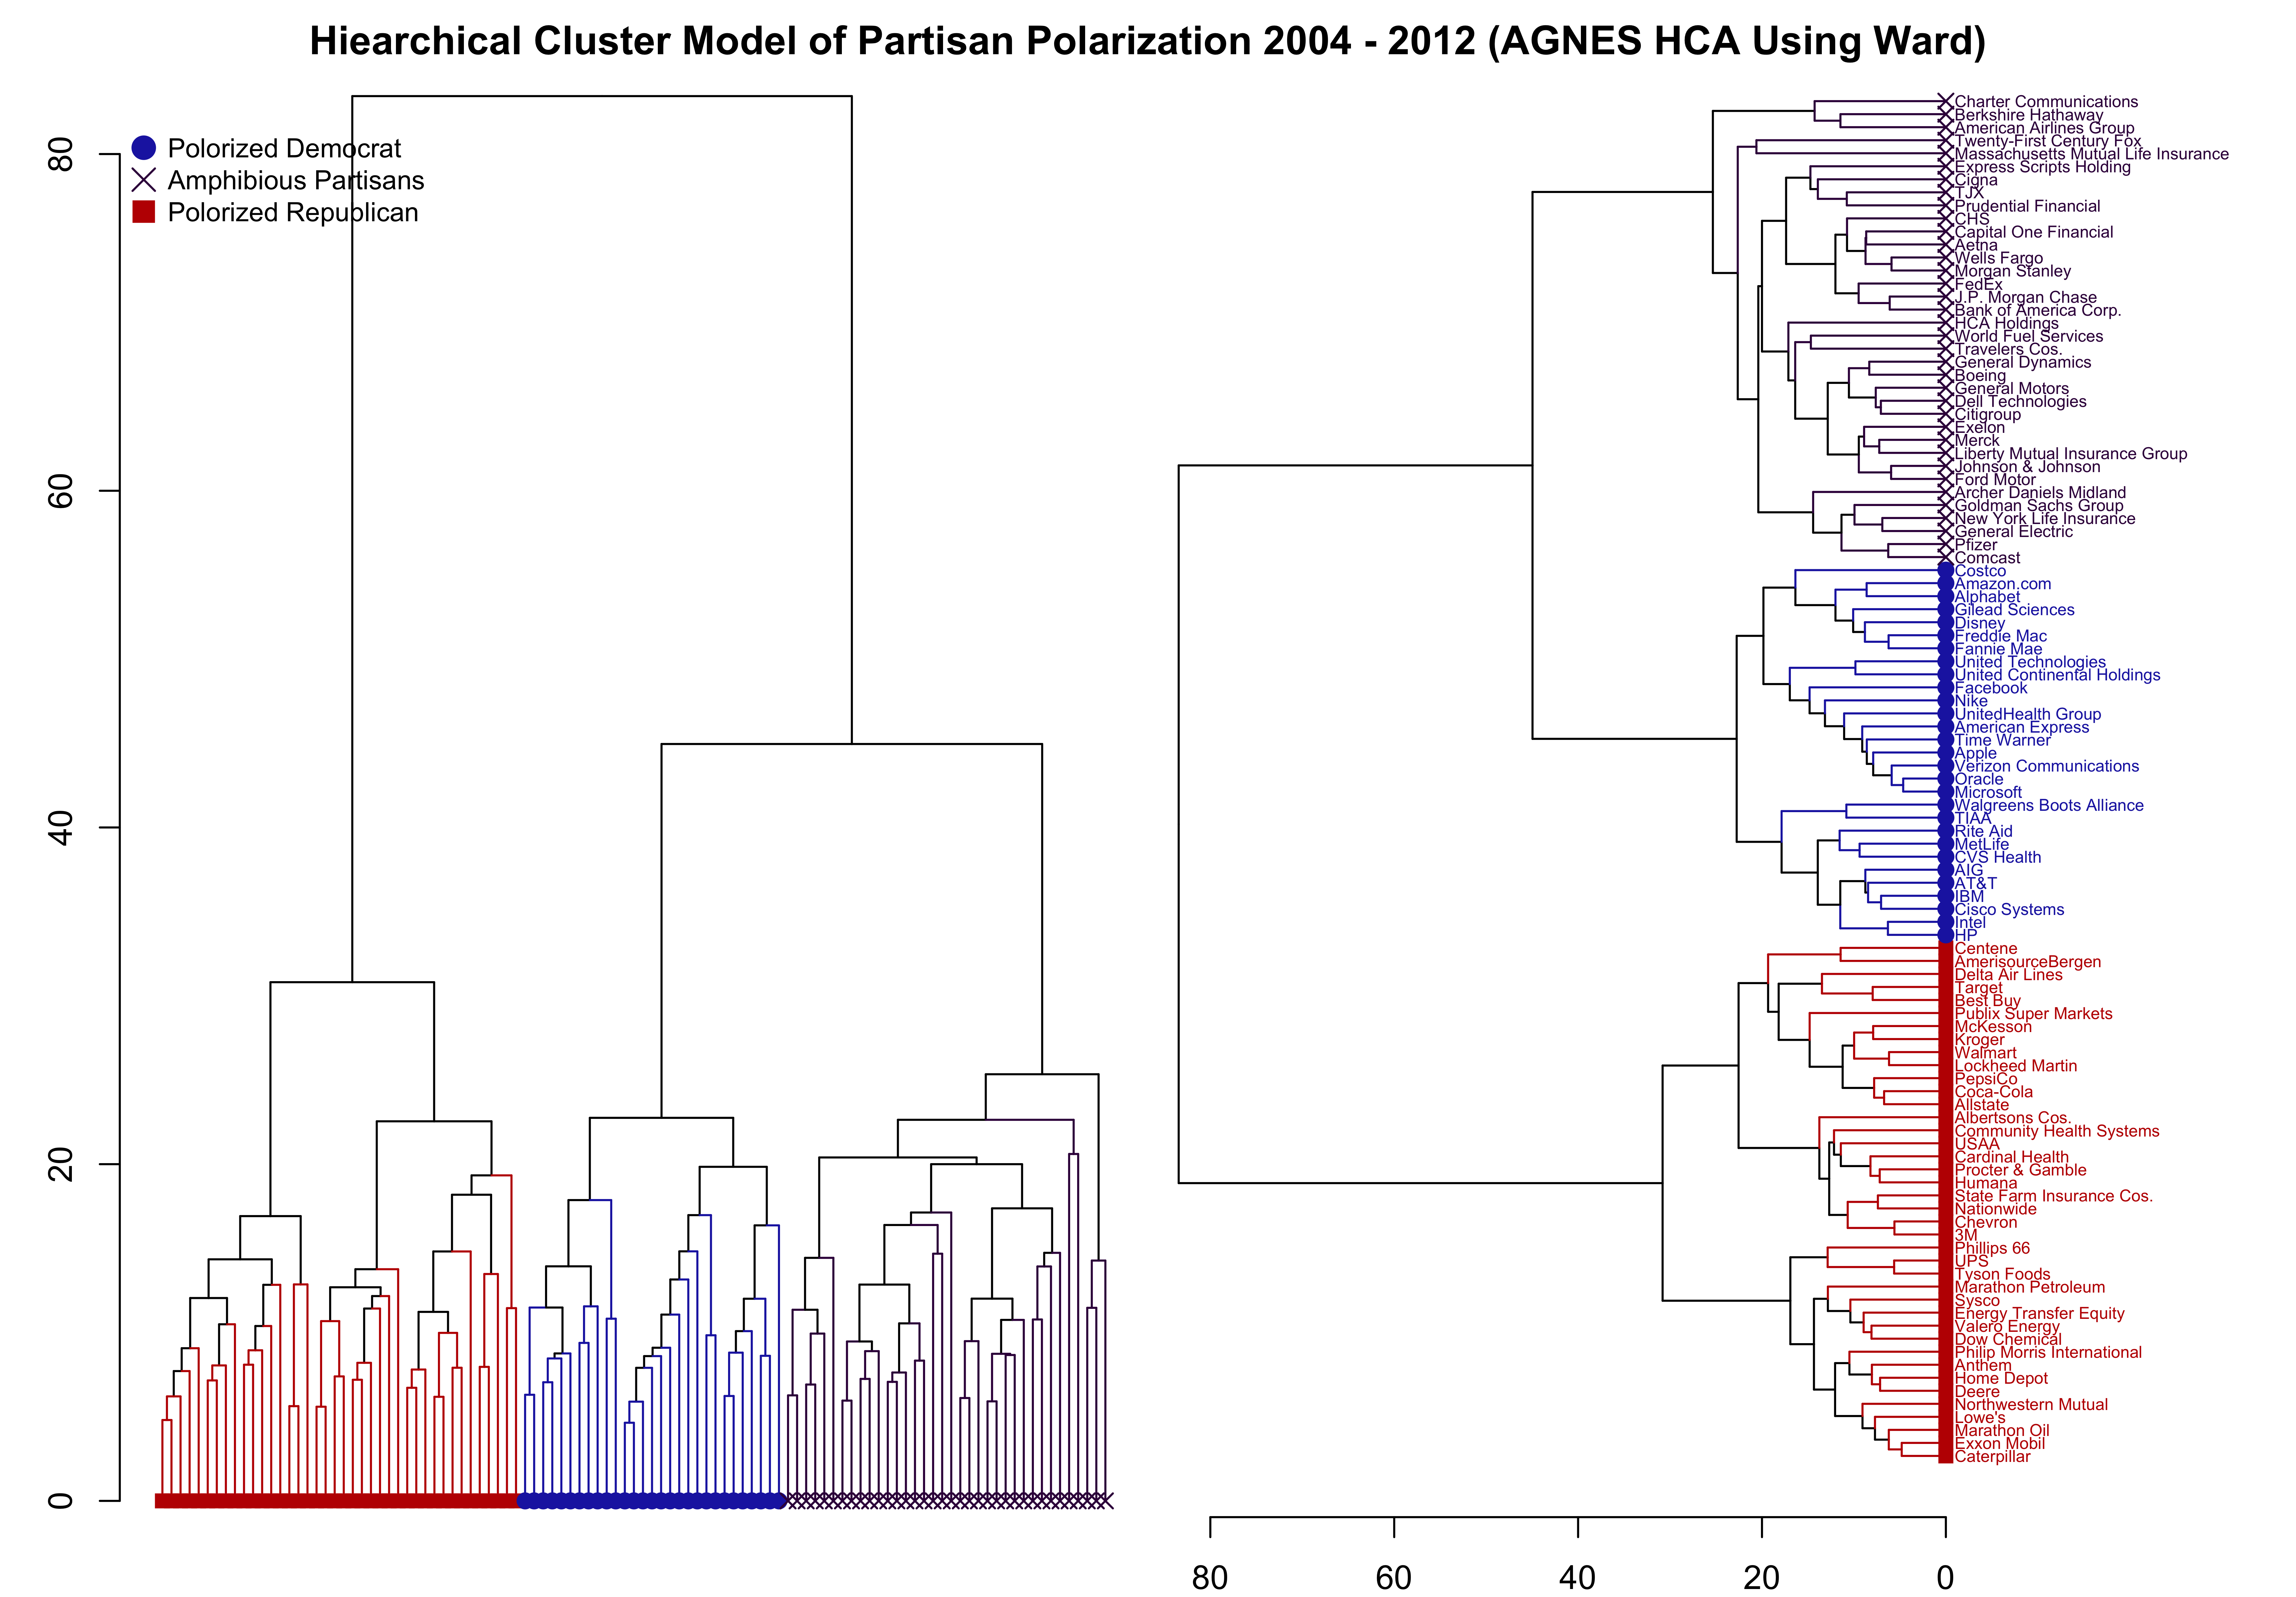 Hiearchical Cluster Model of Partisan Polarization 2004 - 2012 (AGNES HCA Using Ward)
Polorized Democrat
Amphibious Partisans
Polorized Republican
80
60
40
20
0
Charter Communications
Berkshire Hathaway
American Airlines Group
Twenty-First Century Fox
Massachusetts Mutual Life Insurance
Express Scripts Holding
Cigna
TJX
Prudential Financial
CHS
Capital One Financial
Aetna
Wells Fargo
Morgan Stanley
FedEx
J.P. Morgan Chase
Bank of America Corp.
HCA Holdings
World Fuel Services
Travelers Cos.
General Dynamics
Boeing
General Motors
Dell Technologies
Citigroup
Exelon
Merck
Liberty Mutual Insurance Group
Johnson & Johnson
Ford Motor
Archer Daniels Midland
Goldman Sachs Group
New York Life Insurance
General Electric
Pfizer
Comcast
Costco
Amazon.com
Alphabet
Gilead Sciences
Disney
Freddie Mac
Fannie Mae
United Technologies
United Continental Holdings
Facebook
Nike
UnitedHealth Group
American Express
Time Warner
Apple
Verizon Communications
Oracle
Microsoft
Walgreens Boots Alliance
TIAA
Rite Aid
MetLife
CVS Health
AIG
AT&T
IBM
Cisco Systems
Intel
HP
Centene
AmerisourceBergen
Delta Air Lines
Target
Best Buy
Publix Super Markets
McKesson
Kroger
Walmart
Lockheed Martin
PepsiCo
Coca-Cola
Allstate
Albertsons Cos.
Community Health Systems
USAA
Cardinal Health
Procter & Gamble
Humana
State Farm Insurance Cos.
Nationwide
Chevron
3M
Phillips 66
UPS
Tyson Foods
Marathon Petroleum
Sysco
Energy Transfer Equity
Valero Energy
Dow Chemical
Philip Morris International
Anthem
Home Depot
Deere
Northwestern Mutual
Lowe's
Marathon Oil
Exxon Mobil
Caterpillar
80 60 40 20 0